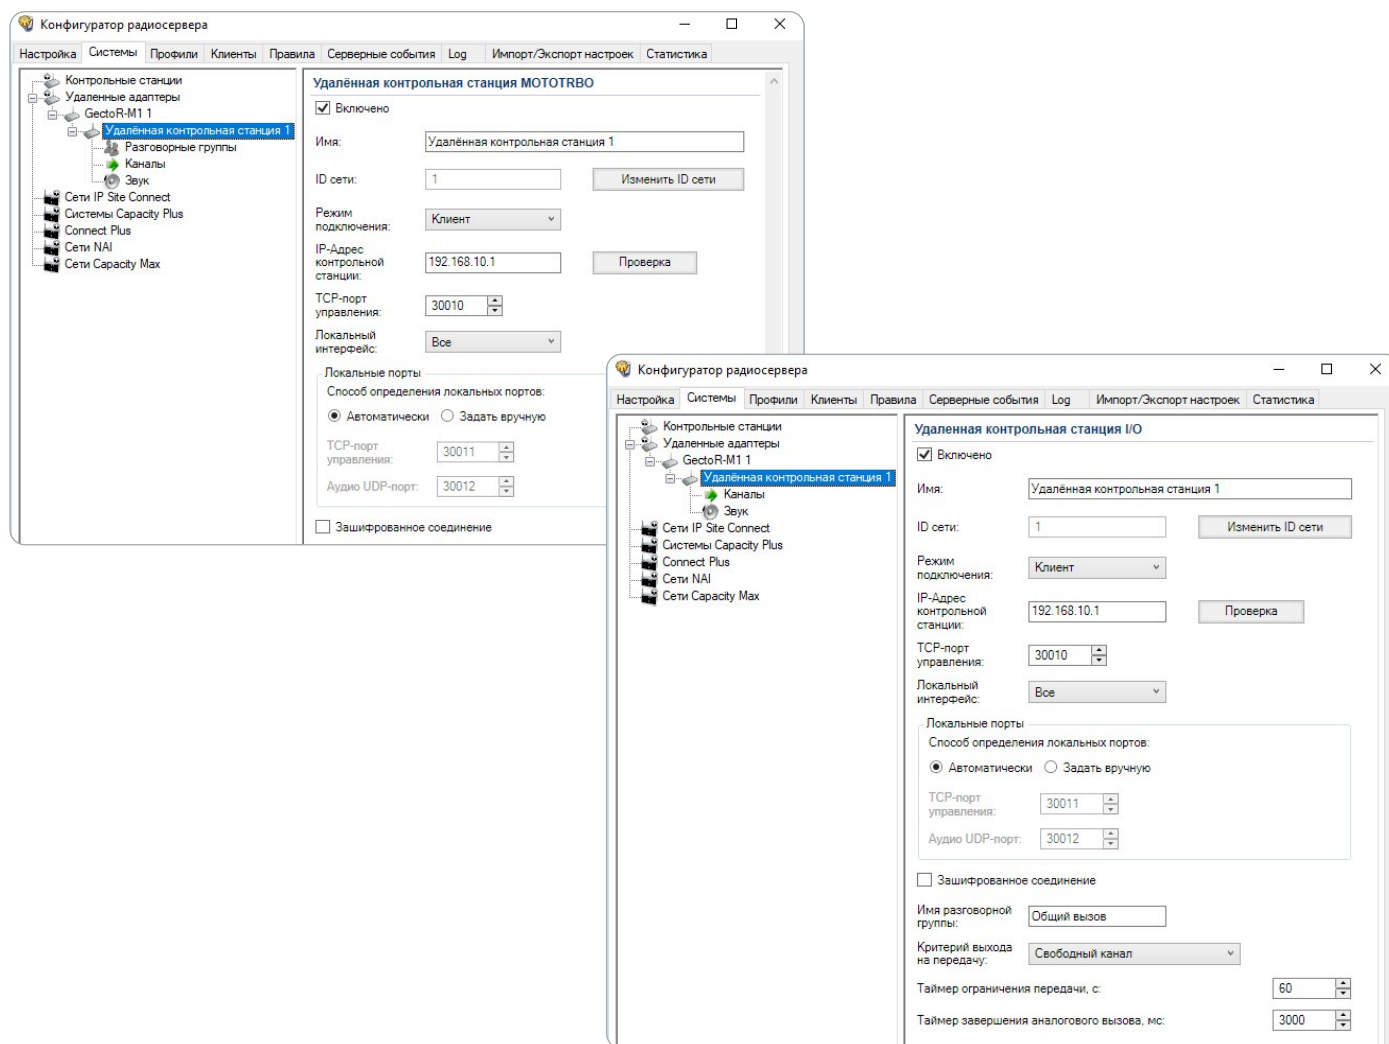 Конфигуратор радиосервера
Настройка Системы Профили Клиенты Правила Серверные события Log Импорт/Экспорт настроек Статистика
Контрольные станции
Удаленные адаптеры
GectoR-M1 1
Удалённая контрольная станция 1
Разговорные группы
Каналы
Звук
Сети IP Site Connect
Системы Capacity Plus
Connect Plus
Сети NAI
Сети Capacity Max
Удалённая контрольная станция MOTOTRBO
Включено
Имя: Удалённая контрольная станция 1
ID сети: 1 Изменить ID сети
Режим
подключения: Клиент
IP-Адрес
контрольной 192.168.10.1 Проверка
станции:
TCP-порт
управления: 30010
Локальный
интерфейс: Все
Локальные порты
Способ определения локальных портов:
Автоматически Задать вручную
TCP-порт
управления: 30011
Аудио UDP-порт: 30012
Зашифрованное соединение
Конфигуратор радиосервера
Настройка Системы Профили Клиенты Правила Серверные события Log Импорт/Экспорт настроек Статистика
Контрольные станции
Удаленные адаптеры
GectoR-M1 1
Удалённая контрольная станция 1
Каналы
Звук
Сети IP Site Connect
Системы Capacity Plus
Connect Plus
Сети NAI
Сети Capacity Max
Удаленная контрольная станция I/O
Включено
Имя: Удалённая контрольная станция 1
ID сети: 1 Изменить ID сети
Режим
подключения: Клиент
IP-Адрес
контрольной 192.168.10.1 Проверка
станции:
TCP-порт
управления: 30010
Локальный
интерфейс: Все
Локальные порты
Способ определения локальных портов:
Автоматически Задать вручную
TCP-порт
управления: 30011
Аудио UDP-порт: 30012
Зашифрованное соединение
Имя разговорной
группы: Общий вызов
Критерий выхода
на передачу: Свободный канал
Таймер ограничения передачи, с: 60
Таймер завершения аналогового вызова, мс: 3000